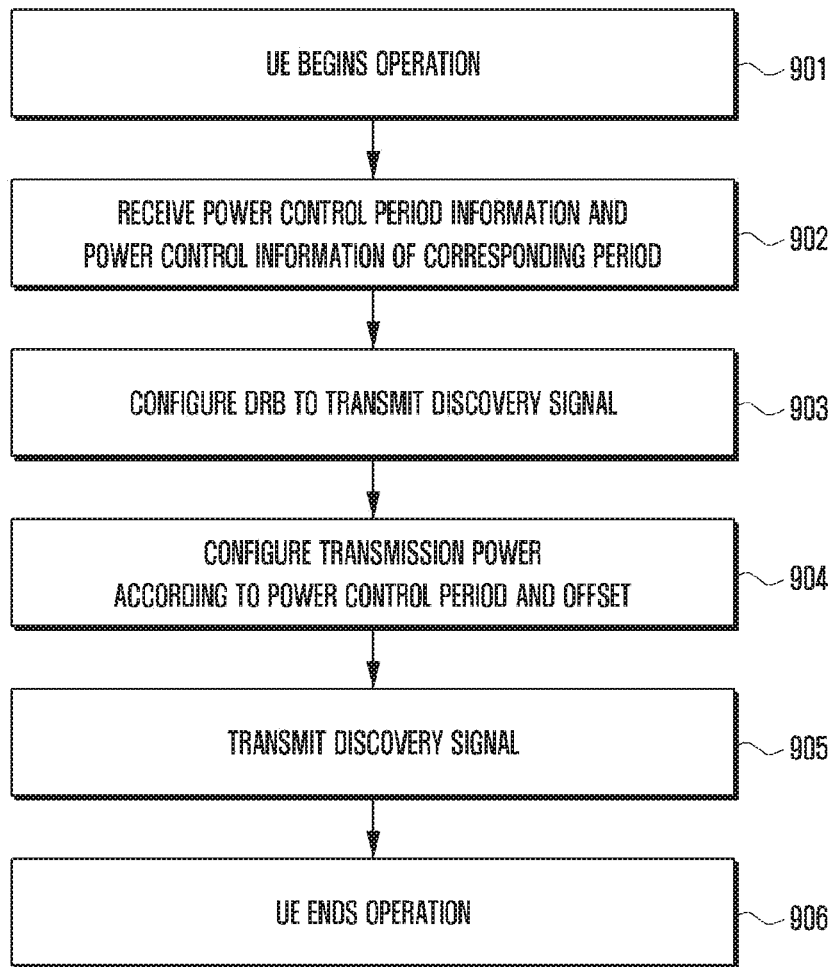 UE BEGINS OPERATION
901
RECEIVE POWER CONTROL PERIOD INFORMATION AND
POWER CONTROL INFORMATION OF CORRESPONDING PERIOD
902
CONFIGURE DRB TO TRANSMIT DISCOVERY SIGNAL
903
CONFIGURE TRANSMISSION POWER
ACCORDING TO POWER CONTROL PERIOD AND OFFSET
904
TRANSMIT DISCOVERY SIGNAL
905
UE ENDS OPERATION
906